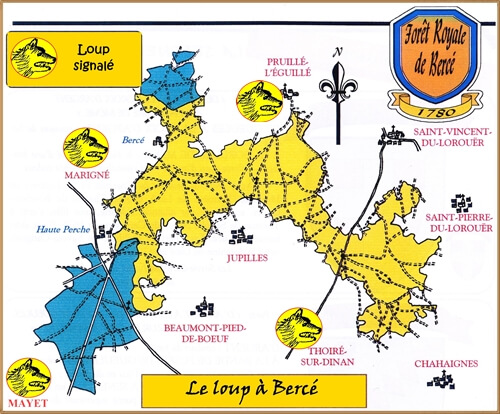 Loup
signalé
Forêt Royale
de Bercé
1780
N
PRUILLÉ-
L'ÉGUILLÉ
SAINT-VINCENT-
DU-LOROUËR
Bercé
MARIGNÉ
SAINT-PIERRE-
DU-LOROUËR
Haute Perche
JUPILLES
BEAUMONT-PIED-
DE-BOEUF
THOIRÉ-
SUR-DINAN
CHAHAIGNES
MAYET
Le loup à Bercé